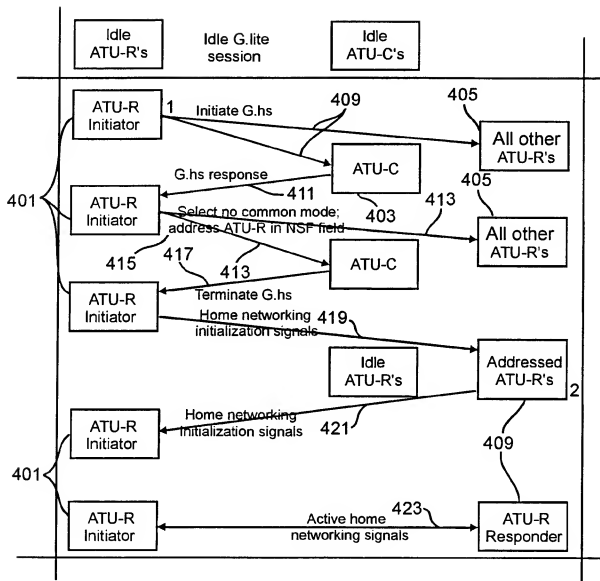 Idle
ATU-R's
Idle G.lite
session
Idle
ATU-C's
ATU-R
Initiator
1
Initiate G.hs
409
405
All other
ATU-R's
G.hs response
411
ATU-C
403
405
401
ATU-R
Initiator
Select no common mode;
address ATU-R in NSF field
413
All other
ATU-R's
415
417
413
ATU-C
ATU-R
Initiator
Terminate G.hs
Home networking
initialization signals
419
Idle
ATU-R's
Addressed
ATU-R's
2
ATU-R
Initiator
Home networking
initialization signals
421
409
401
ATU-R
Initiator
Active home
networking signals
423
ATU-R
Responder